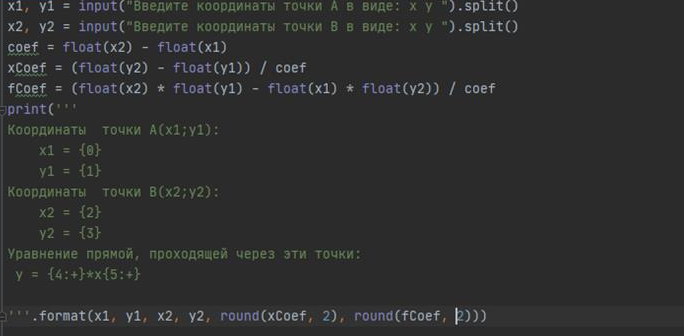 x1, y1 = input("Введите координаты точки А в виде: x y ").split()
x2, y2 = input("Введите координаты точки В в виде: x y ").split()
coef = float(x2) - float(x1)
xCoef = (float(y2) - float(y1)) / coef
fCoef = (float(x2) * float(y1) - float(x1) * float(y2)) / coef
print('''
Координаты  точки A(x1;y1):
    x1 = {0}
    y1 = {1}
Координаты  точки B(x2;y2):
    x2 = {2}
    y2 = {3}
Уравнение прямой, проходящей через эти точки:
 y = {4:+}*x{5:+}
'''.format(x1, y1, x2, y2, round(xCoef, 2), round(fCoef, 2)))